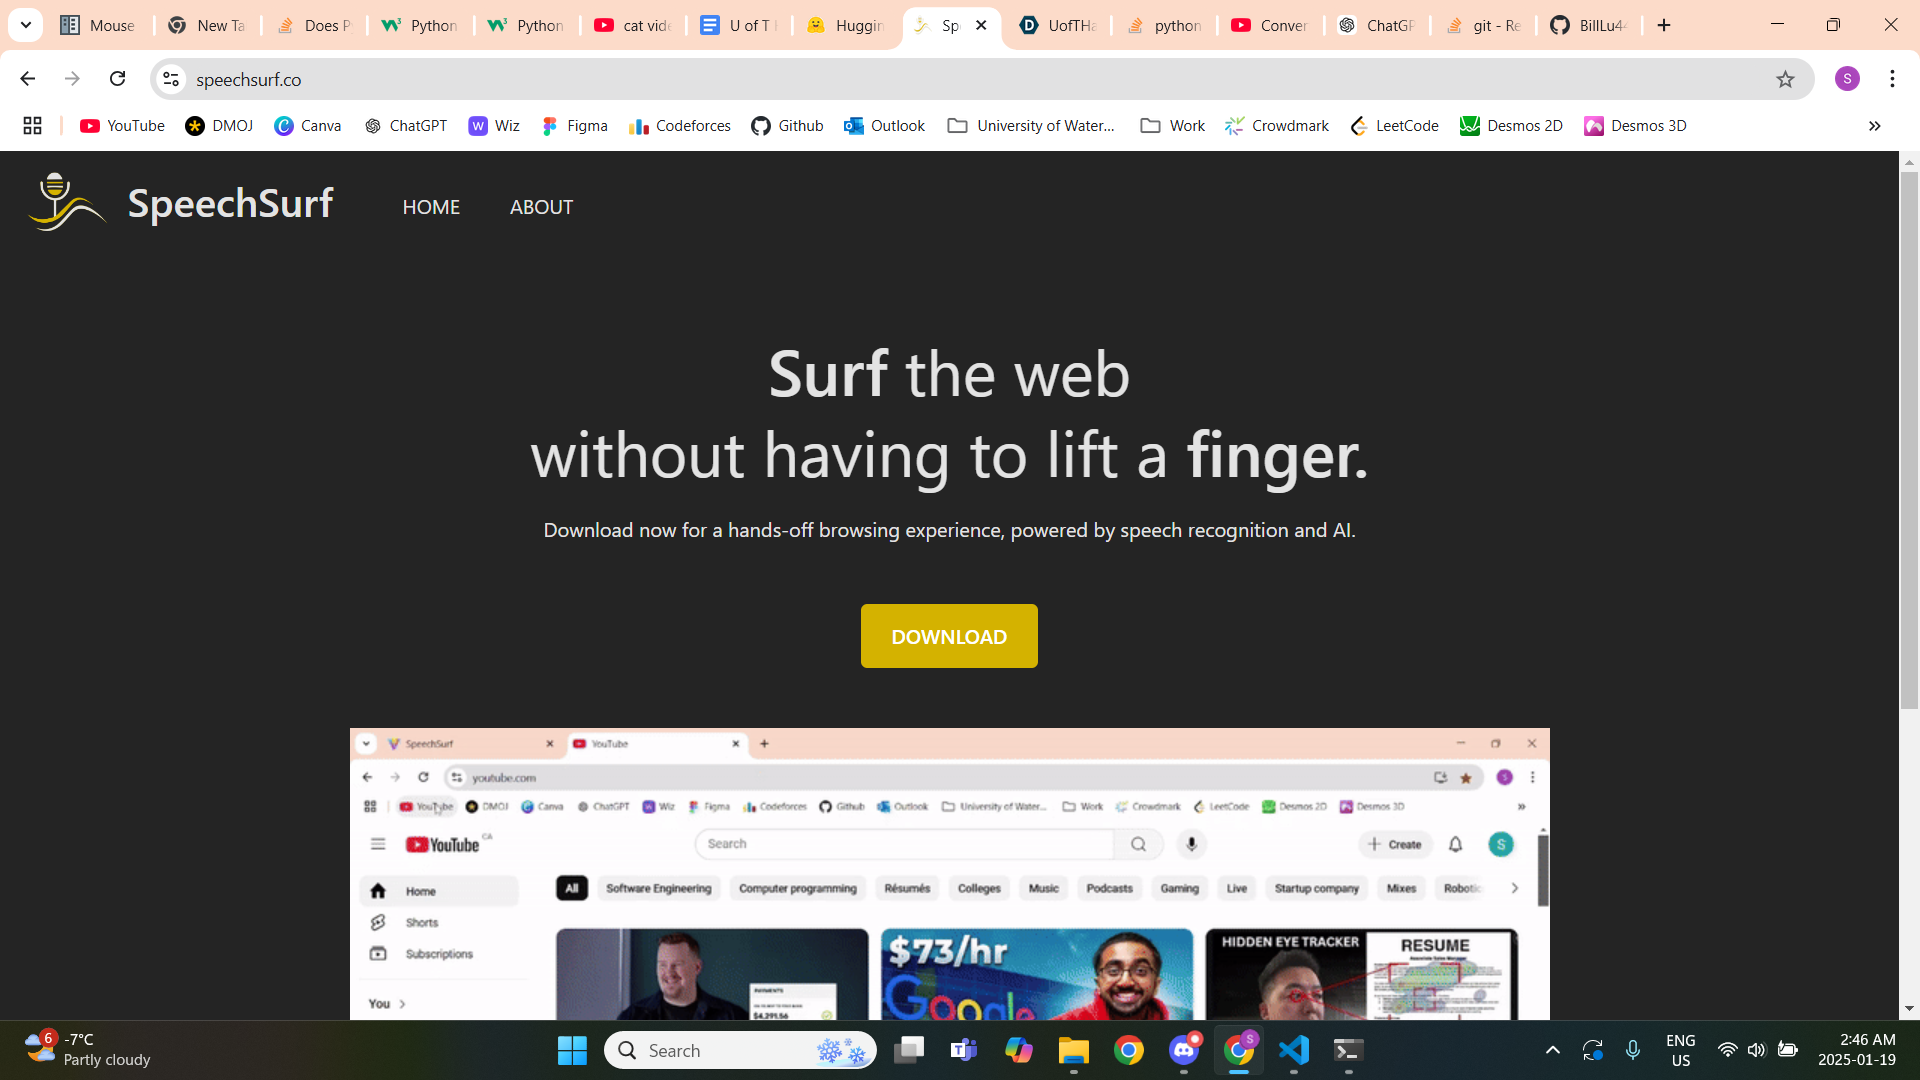 Mouse
New Ta
Does P
Python
Python
cat vide
U of T H
Huggin
Sp
UofTHa
python
Conver
ChatGP
git - Re
BillLu4
speechsurf.co
S
YouTube
DMOJ
Canva
ChatGPT
Wiz
Figma
Codeforces
Github
Outlook
University of Water...
Work
Crowdmark
LeetCode
Desmos 2D
Desmos 3D
SpeechSurf
HOME
ABOUT
Surf the web
without having to lift a finger.
Download now for a hands-off browsing experience, powered by speech recognition and AI.
DOWNLOAD
SpeechSurf
YouTube
youtube.com
S
YouTube
DMOJ
Canva
ChatGPT
Wiz
Figma
Codeforces
Github
Outlook
University of Water...
Work
Crowdmark
LeetCode
Desmos 2D
Desmos 3D
YouTube CA
Search
Create
S
Home
Shorts
Subscriptions
You
All
Software Engineering
Computer programming
Résumés
Colleges
Music
Podcasts
Gaming
Live
Startup company
Mixes
Robotic
PAYMENTS
$4,291.56
$73/hr
Google
HIDDEN EYE TRACKER
RESUME
6
-7°C
Partly cloudy
Search
ENG
US
2:46 AM
2025-01-19